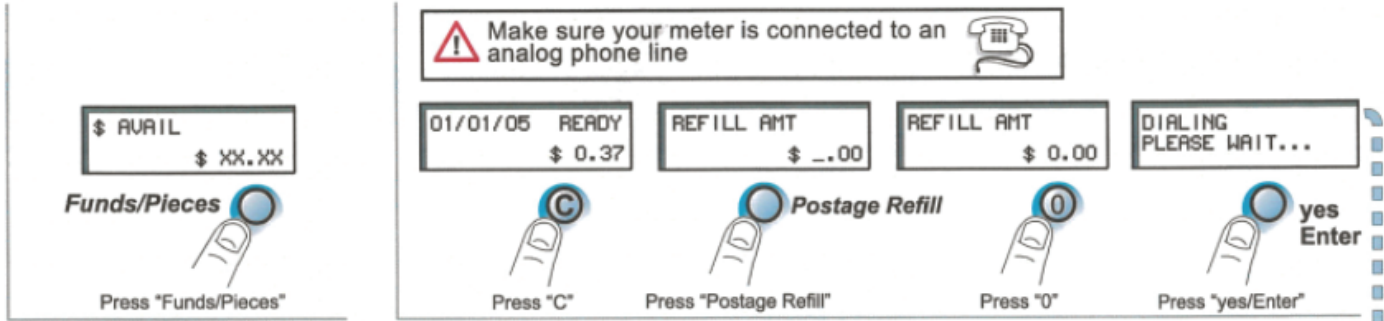 Make sure your meter is connected to an
analog phone line
$ AVAIL
$ XX.XX
Funds/Pieces
Press "Funds/Pieces"
01/01/05 READY
$ 0.37
C
Press "C"
REFILL AMT
$ _.00
Postage Refill
Press "Postage Refill"
REFILL AMT
$ 0.00
0
Press "0"
DIALING
PLEASE WAIT...
yes
Enter
Press "yes/Enter"